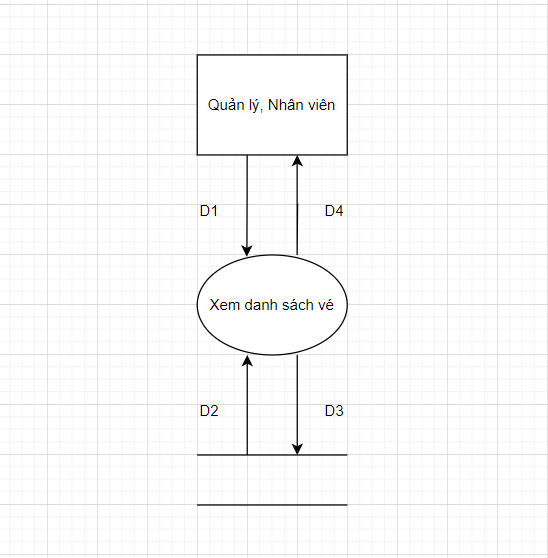 Quản lý, Nhân viên
D1
D4
Xem danh sách vé
D2
D3